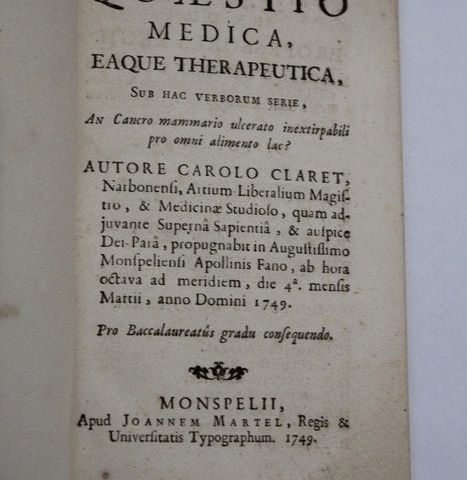 QUÆSTIO
MEDICA,
EAQUE THERAPEUTICA,
SUB HAC VERBORUM SERIE,
An Cancro mammario ulcerato inextirpabili
pro omni alimento lac?
AUTORE CAROLO CLARET,
Narbonenſi, Artium Liberalium Magiſ-
tro, & Medicinæ Studioſo, quam ad-
juvante Supernâ Sapientiâ, & auſpice
Dei-Parâ, propugnabit in Auguſtiſſimo
Monſpelienſi Apollinis Fano, ab hora
octava ad meridiem, die 4ª. menſis
Martii, anno Domini 1749.
Pro Baccalaureatûs gradu conſequendo.
MONSPELII,
Apud JOANNEM MARTEL, Regis &
Univerſitatis Typographum. 1749.